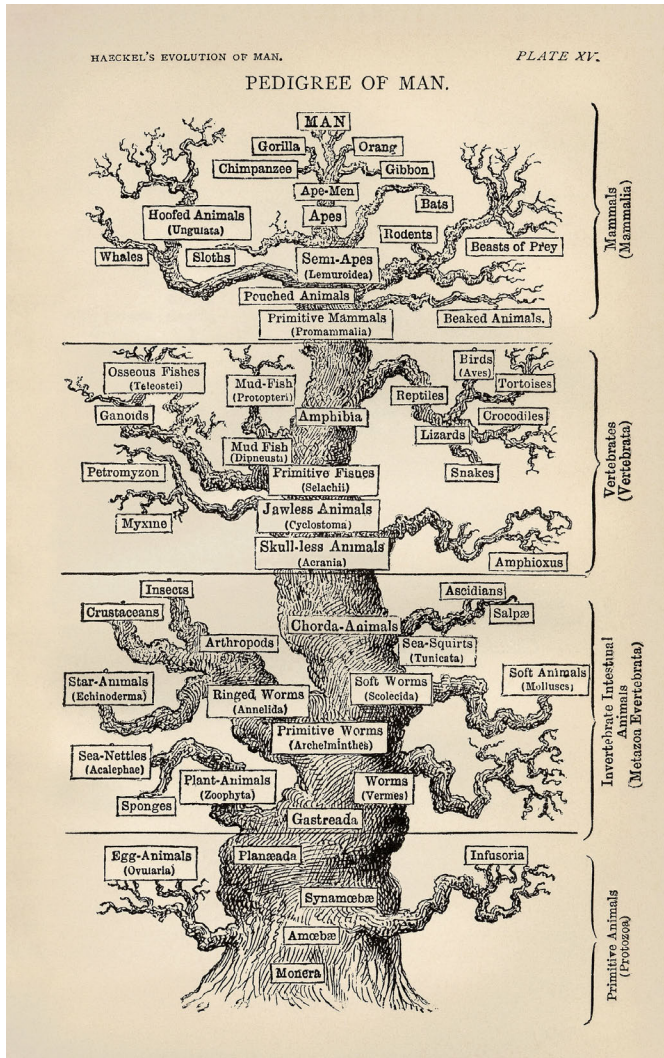 HAECKEL'S EVOLUTION OF MAN.
PLATE XV.
PEDIGREE OF MAN.
MAN
Gorilla
Orang
Chimpanzee
Gibbon
Ape-Men
Bats
Hoofed Animals
(Ungulata)
Apes
Rodents
Beasts of Prey
Whales
Sloths
Semi-Apes
(Lemuroidea)
Pouched Animals
Primitive Mammals
(Promammalia)
Beaked Animals.
Mammals
(Mammalia)
Osseous Fishes
(Teleostei)
Mud-Fish
(Protopteri)
Birds
(Aves)
Tortoises
Reptiles
Ganoids
Amphibia
Crocodiles
Lizards
Mud Fish
(Dipneusti)
Petromyzon
Primitive Fishes
(Selachii)
Snakes
Myxine
Jawless Animals
(Cyclostoma)
Skull-less Animals
(Acrania)
Amphioxus
Vertebrates
(Vertebrata)
Insects
Ascidians
Crustaceans
Salpæ
Chorda-Animals
Arthropods
Sea-Squirts
(Tunicata)
Star-Animals
(Echinoderma)
Ringed Worms
(Annelida)
Soft Worms
(Scolecida)
Soft Animals
(Molluscs)
Primitive Worms
(Archelminthes)
Sea-Nettles
(Acalephae)
Plant-Animals
(Zoophyta)
Worms
(Vermes)
Sponges
Gastreada
Invertebrate Intestinal
Animals
(Metazoa Evertebrata)
Egg-Animals
(Ovularia)
Planæada
Infusoria
Synamœbæ
Amœbæ
Monera
Primitive Animals
(Protozoa)